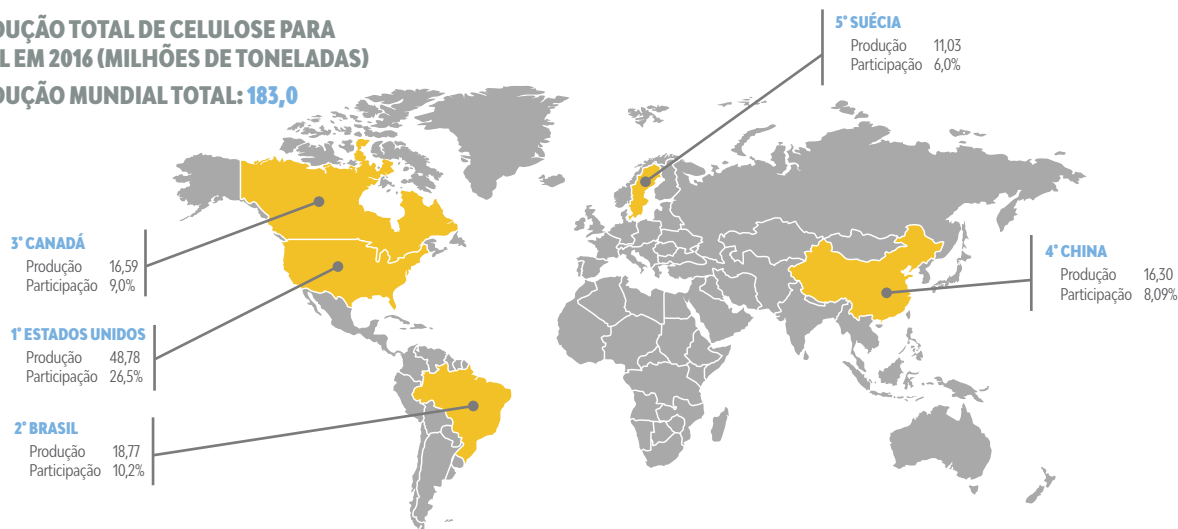 DUÇÃO TOTAL DE CELULOSE PARA
L EM 2016 (MILHÕES DE TONELADAS)
DUÇÃO MUNDIAL TOTAL: 183,0
5° SUÉCIA
Produção 11,03
Participação 6,0%
3° CANADÁ
Produção 16,59
Participação 9,0%
4° CHINA
Produção 16,30
Participação 8,09%
1° ESTADOS UNIDOS
Produção 48,78
Participação 26,5%
2° BRASIL
Produção 18,77
Participação 10,2%